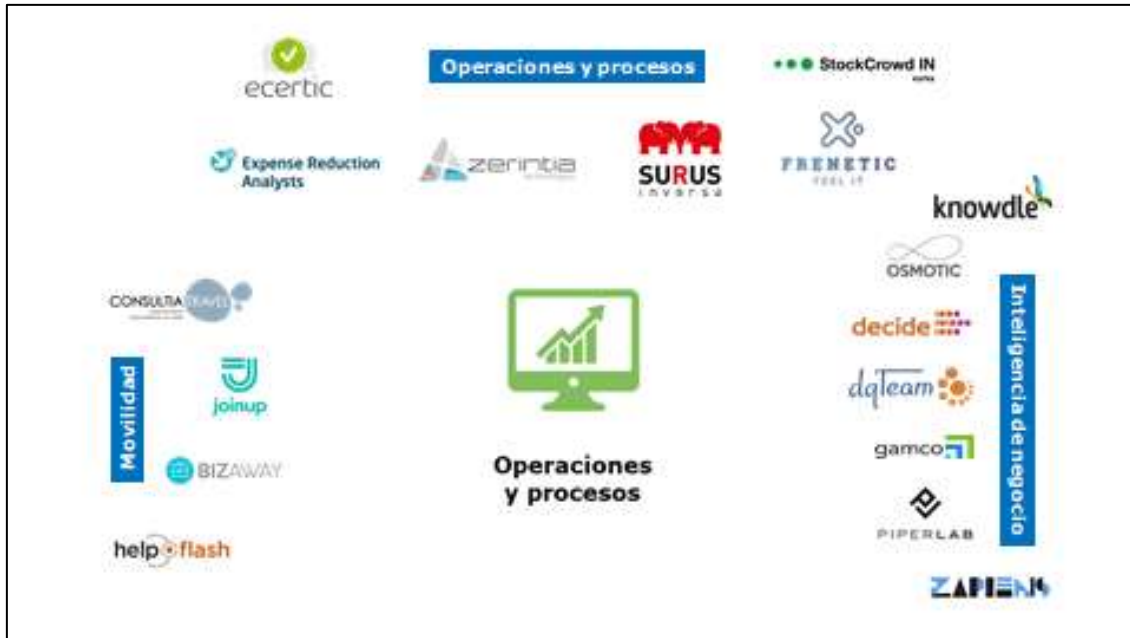 ecertic
Operaciones y procesos
StockCrowd IN
Expense Reduction
Analysts
zerintia
SURUS
inversa
FRENETIC
FEEL IT
knowdle
OSMOTIC
CONSULTIA TRAVEL
decide
Movilidad
joinup
dqTeam
Inteligencia de negocio
gamco
BIZAWAY
Operaciones
y procesos
PIPERLAB
help flash
ZAPIENS